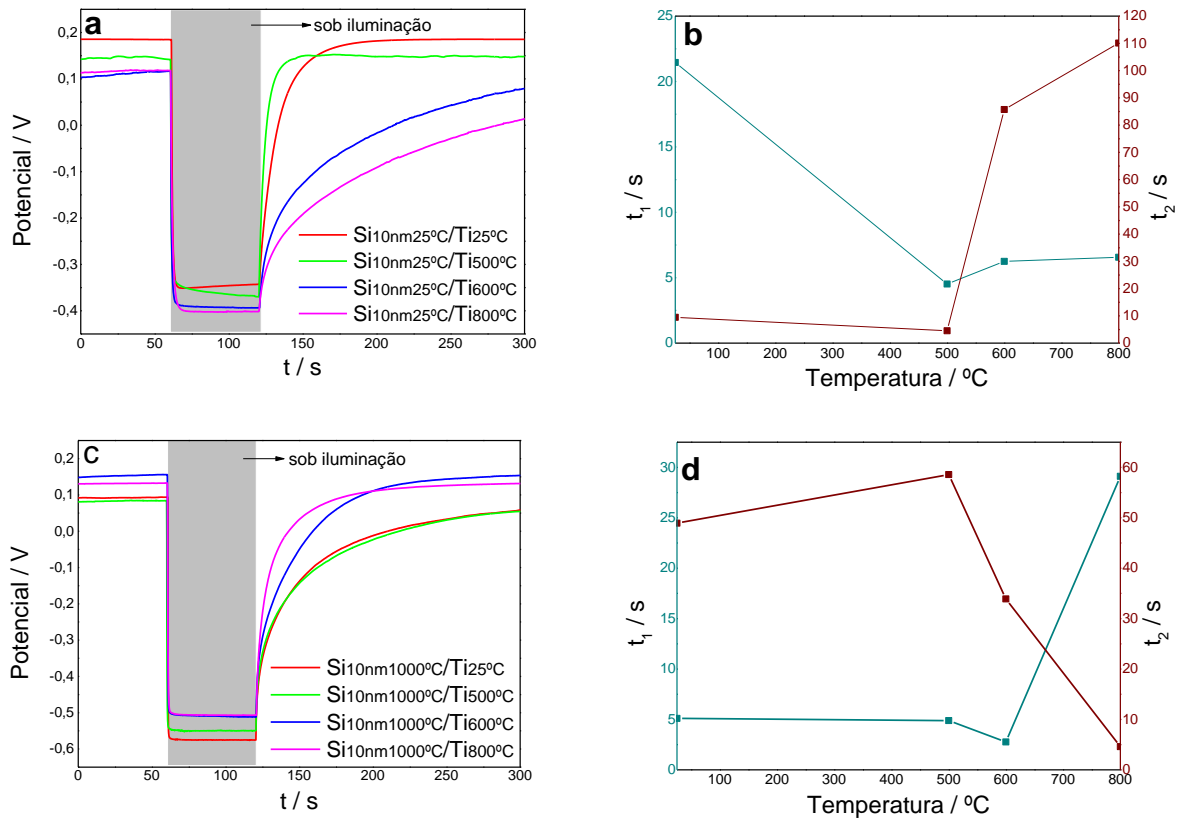 a
sob iluminação
0,2
0,1
0,0
-0,1
-0,2
-0,3
-0,4
Potencial / V
Si10nm25ºC/Ti25ºC
Si10nm25ºC/Ti500ºC
Si10nm25ºC/Ti600ºC
Si10nm25ºC/Ti800ºC
0 50 100 150 200 250 300
t / s
b
25
20
15
10
5
0
t1 / s
120
110
100
90
80
70
60
50
40
30
20
10
0
t2 / s
100 200 300 400 500 600 700 800
Temperatura / ºC
c
sob iluminação
0,2
0,1
0,0
-0,1
-0,2
-0,3
-0,4
-0,5
-0,6
Potencial / V
Si10nm1000ºC/Ti25ºC
Si10nm1000ºC/Ti500ºC
Si10nm1000ºC/Ti600ºC
Si10nm1000ºC/Ti800ºC
0 50 100 150 200 250 300
t / s
d
30
25
20
15
10
5
0
t1 / s
60
50
40
30
20
10
0
t2 / s
100 200 300 400 500 600 700 800
Temperatura / ºC